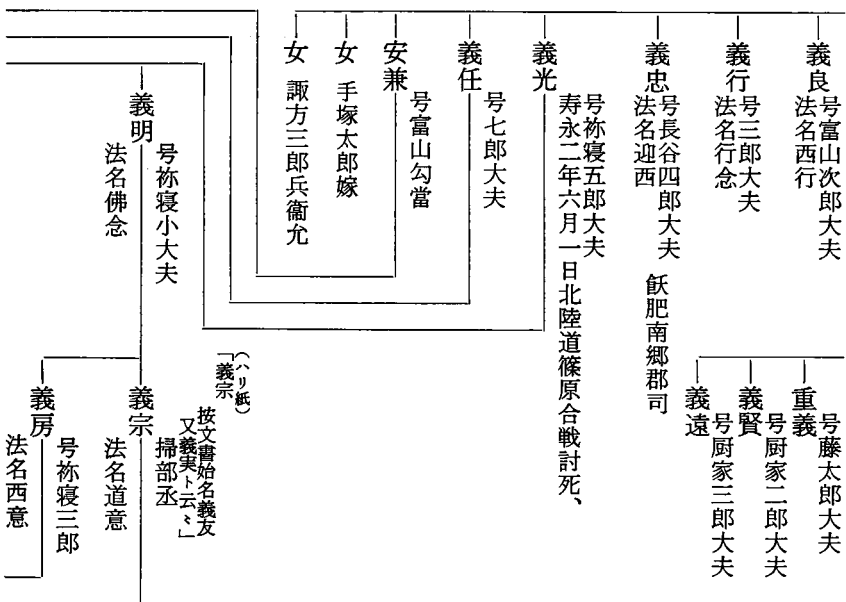 義良
号富山次郎大夫
法名西行
義行
号三郎大夫
法名行念
義忠
号長谷四郎大夫
法名迎西
飫肥南郷郡司
義光
号祢寝五郎大夫
寿永二年六月一日北陸道篠原合戦討死、
義任
号七郎大夫
安兼
号富山勾當
女　手塚太郎嫁
女　諏方三郎兵衞允
重義
号藤太郎大夫
義賢
号厨家二郎大夫
義遠
号厨家三郎大夫
義明
号祢寝小大夫
法名佛念
(ハリ紙)
「義宗
按文書始名義友
又義実ト云〻」
義宗
掃部丞
法名道意
義房
号祢寝三郎
法名西意